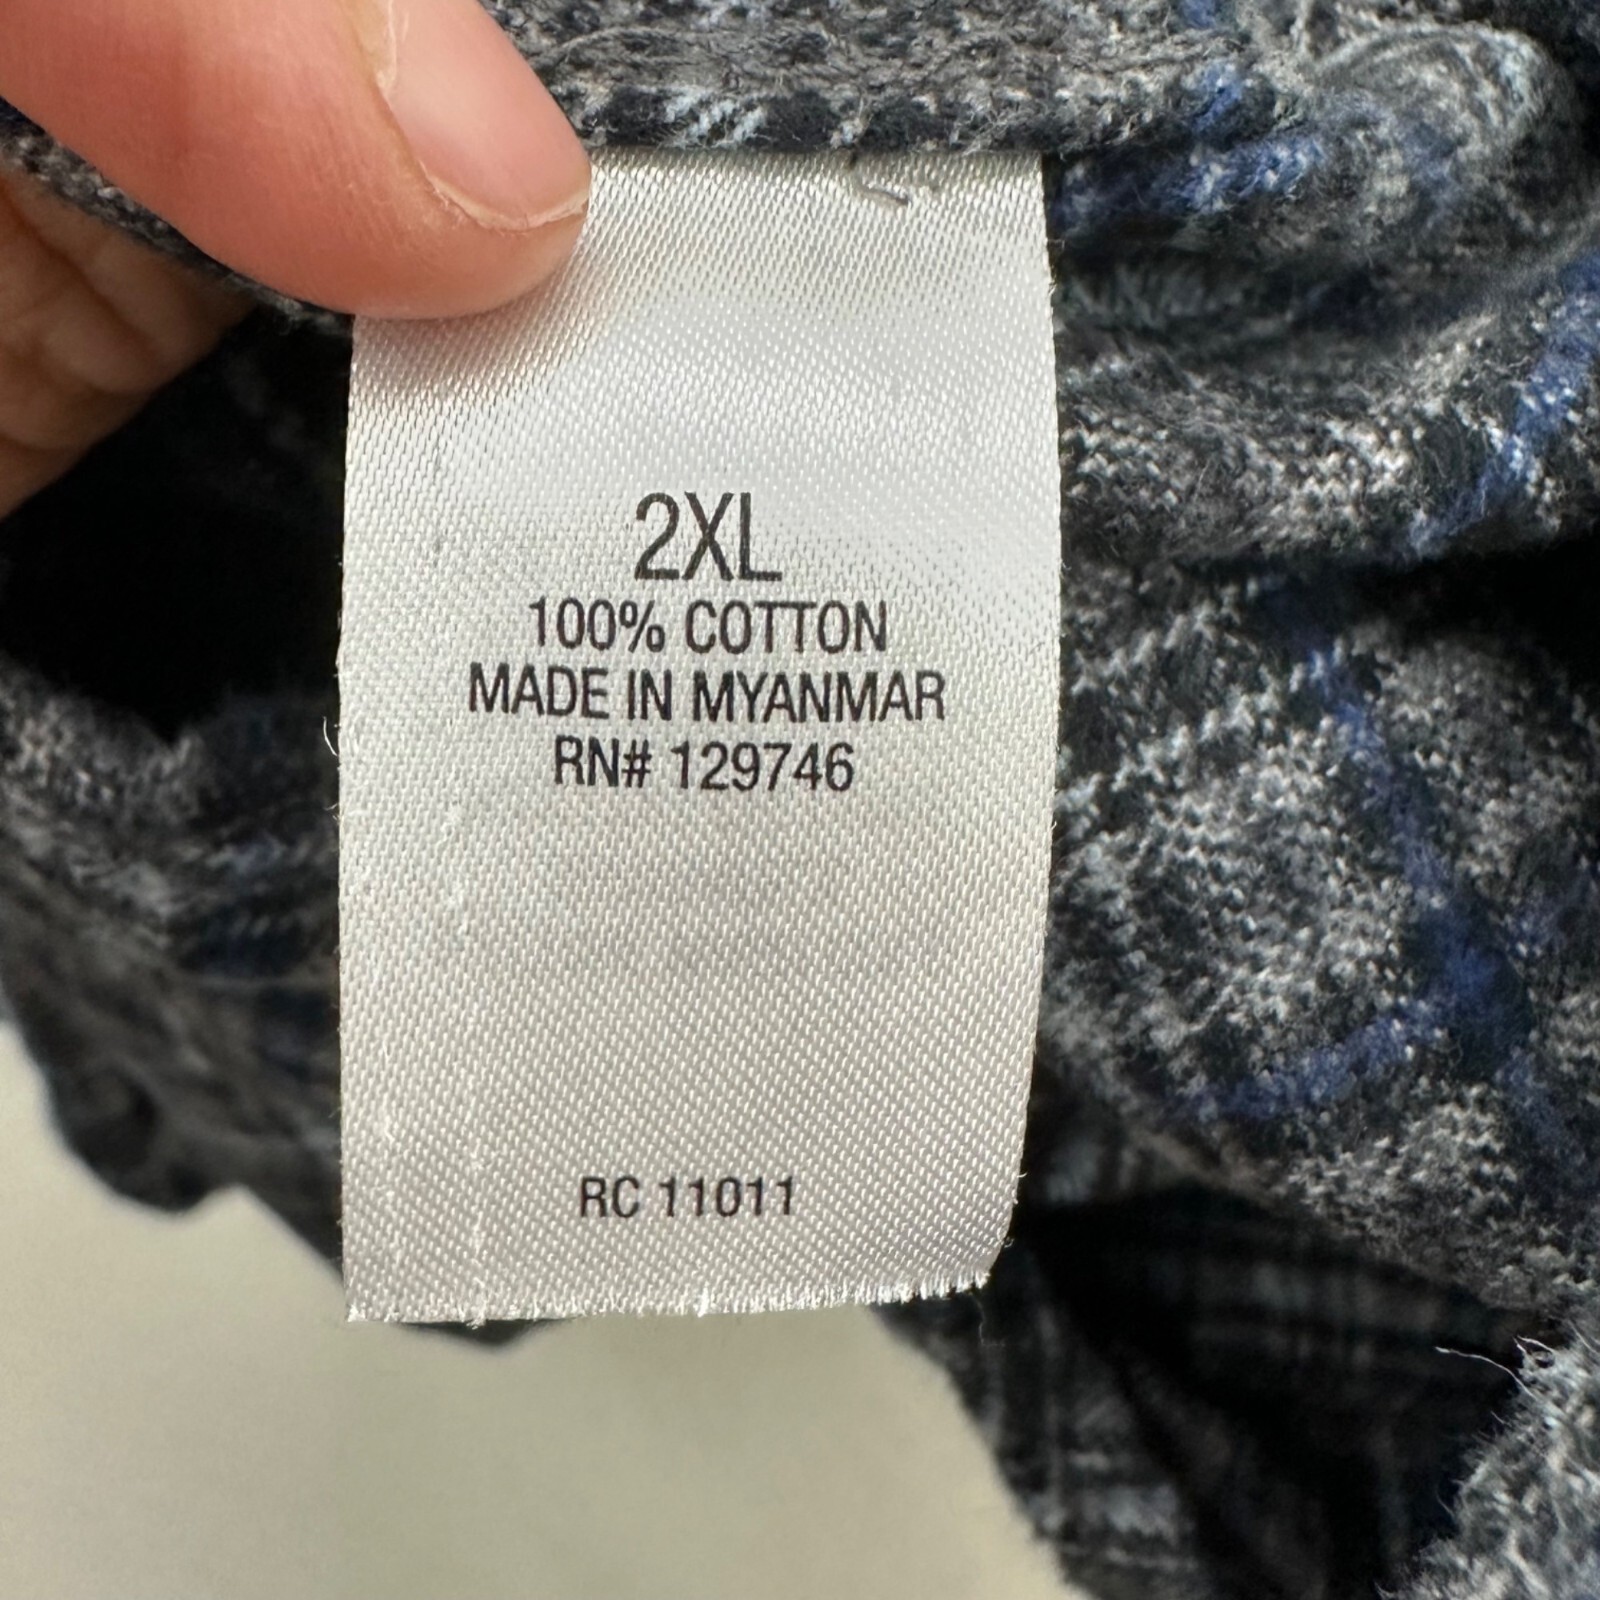 2XL
100% COTTON
MADE IN MYANMAR
RN# 129746
RC 11011